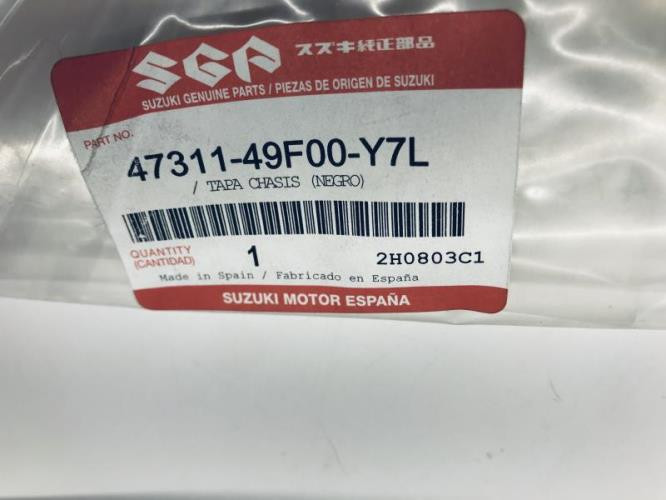 SGP スズキ純正部品
SUZUKI GENUINE PARTS / PIEZAS DE ORIGEN DE SUZUKI
PART NO.
47311-49F00-Y7L
/ TAPA CHASIS (NEGRO)
QUANTITY 1 2H0803C1
(CANTIDAD)
Made in Spain / Fabricado en España
SUZUKI MOTOR ESPAÑA